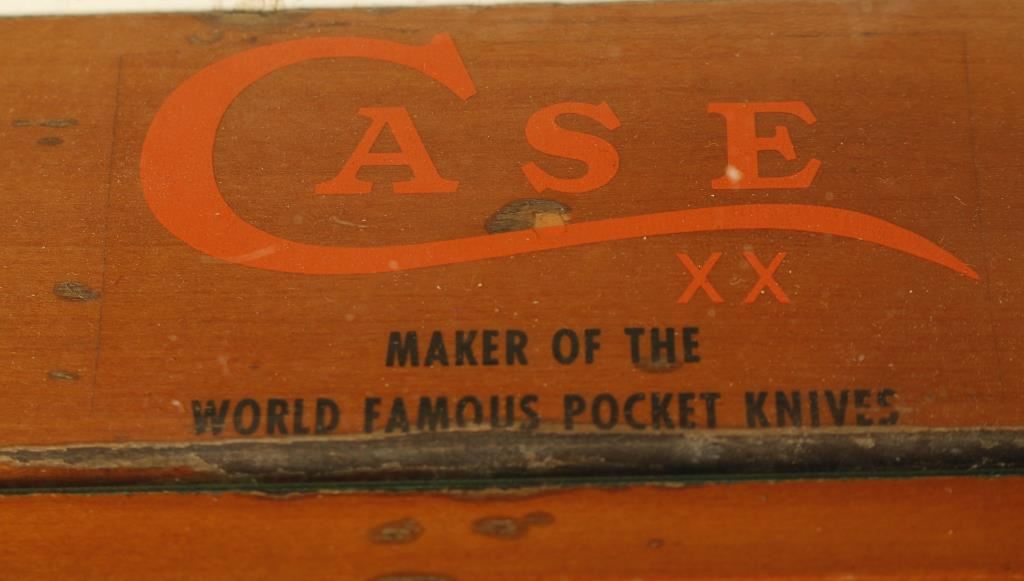 CASE
XX
MAKER OF THE
WORLD FAMOUS POCKET KNIVES